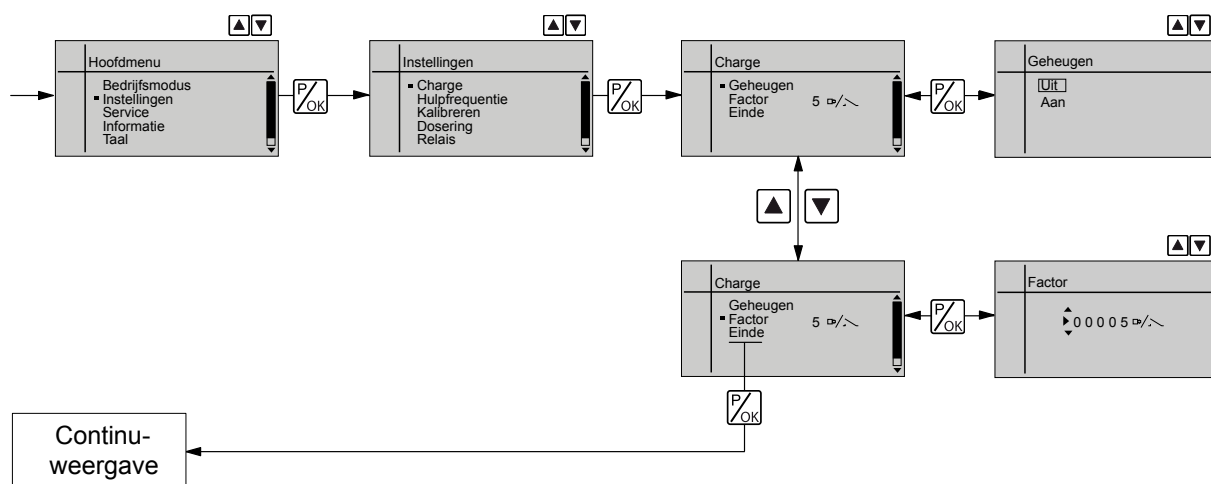 Hoofdmenu
Bedrijfsmodus
Instellingen
Service
Informatie
Taal
P/OK
Instellingen
Charge
Hulpfrequentie
Kalibreren
Dosering
Relais
P/OK
Charge
Geheugen
Factor 5
Einde
P/OK
Geheugen
Uit
Aan
Charge
Geheugen
Factor 5
Einde
P/OK
Factor
00005
P/OK
Continu-
weergave